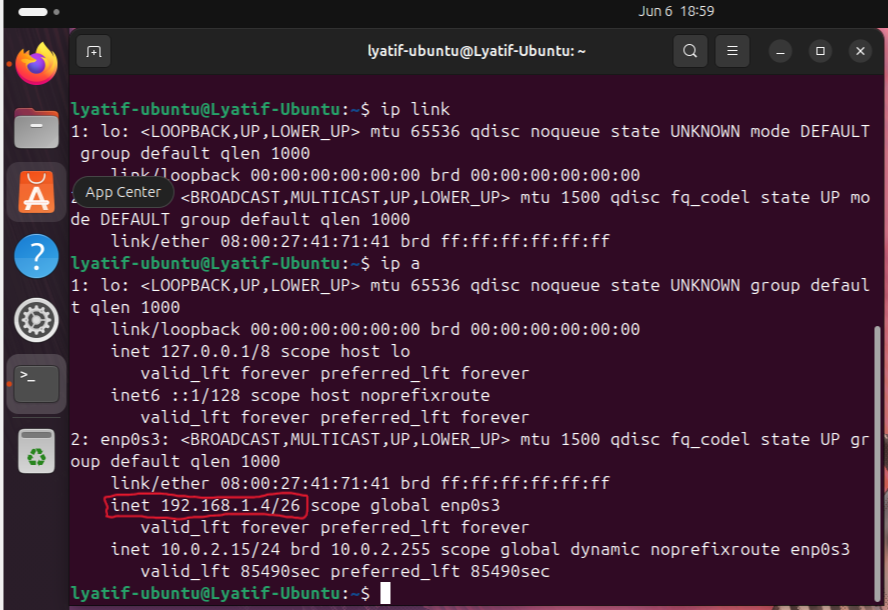 Jun 6 18:59
lyatif-ubuntu@Lyatif-Ubuntu: ~
lyatif-ubuntu@Lyatif-Ubuntu:~$ ip link
1: lo: <LOOPBACK,UP,LOWER_UP> mtu 65536 qdisc noqueue state UNKNOWN mode DEFAULT
group default qlen 1000
link/loopback 00:00:00:00:00:00 brd 00:00:00:00:00:00
App Center
<BROADCAST,MULTICAST,UP,LOWER_UP> mtu 1500 qdisc fq_codel state UP mo
de DEFAULT group default qlen 1000
link/ether 08:00:27:41:71:41 brd ff:ff:ff:ff:ff:ff
lyatif-ubuntu@Lyatif-Ubuntu:~$ ip a
1: lo: <LOOPBACK,UP,LOWER_UP> mtu 65536 qdisc noqueue state UNKNOWN group defaul
t qlen 1000
link/loopback 00:00:00:00:00:00 brd 00:00:00:00:00:00
inet 127.0.0.1/8 scope host lo
valid_lft forever preferred_lft forever
inet6 ::1/128 scope host noprefixroute
valid_lft forever preferred_lft forever
2: enp0s3: <BROADCAST,MULTICAST,UP,LOWER_UP> mtu 1500 qdisc fq_codel state UP gr
oup default qlen 1000
link/ether 08:00:27:41:71:41 brd ff:ff:ff:ff:ff:ff
inet 192.168.1.4/26 scope global enp0s3
valid_lft forever preferred_lft forever
inet 10.0.2.15/24 brd 10.0.2.255 scope global dynamic noprefixroute enp0s3
valid_lft 85490sec preferred_lft 85490sec
lyatif-ubuntu@Lyatif-Ubuntu:~$